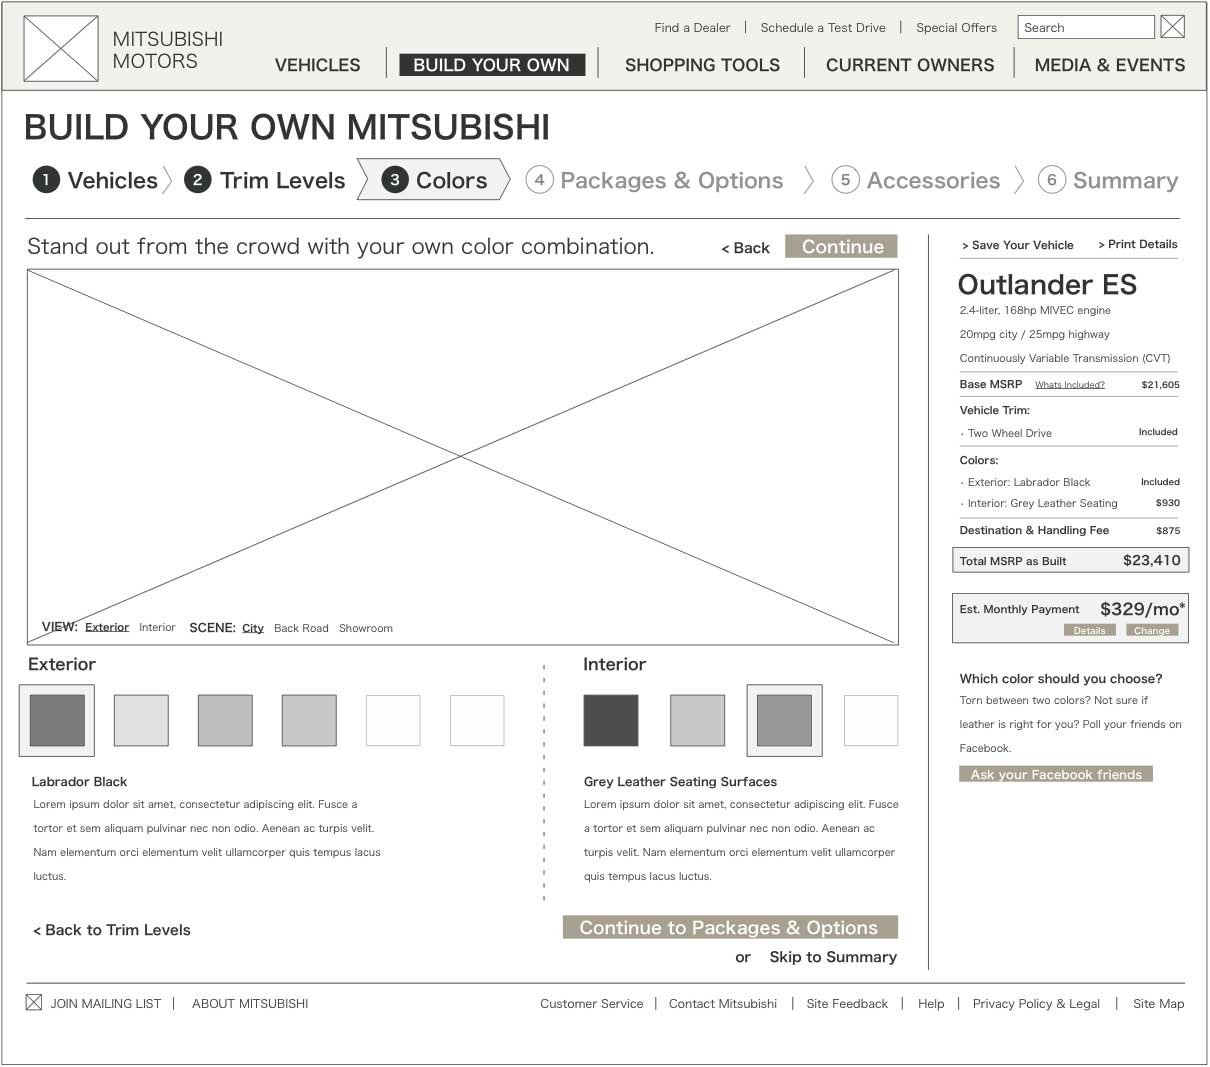 MITSUBISHI
MOTORS
Find a Dealer | Schedule a Test Drive | Special Offers
Search
VEHICLES | BUILD YOUR OWN | SHOPPING TOOLS | CURRENT OWNERS | MEDIA & EVENTS
BUILD YOUR OWN MITSUBISHI
1 Vehicles 2 Trim Levels 3 Colors 4 Packages & Options 5 Accessories 6 Summary
Stand out from the crowd with your own color combination.
< Back Continue
VIEW: Exterior Interior SCENE: City Back Road Showroom
Exterior
Labrador Black
Lorem ipsum dolor sit amet, consectetur adipiscing elit. Fusce a
tortor et sem aliquam pulvinar nec non odio. Aenean ac turpis velit.
Nam elementum orci elementum velit ullamcorper quis tempus lacus
luctus.
Interior
Grey Leather Seating Surfaces
Lorem ipsum dolor sit amet, consectetur adipiscing elit. Fusce
a tortor et sem aliquam pulvinar nec non odio. Aenean ac
turpis velit. Nam elementum orci elementum velit ullamcorper
quis tempus lacus luctus.
< Back to Trim Levels
Continue to Packages & Options
or Skip to Summary
> Save Your Vehicle > Print Details
Outlander ES
2.4-liter, 168hp MIVEC engine
20mpg city / 25mpg highway
Continuously Variable Transmission (CVT)
Base MSRP Whats Included? $21,605
Vehicle Trim:
· Two Wheel Drive Included
Colors:
· Exterior: Labrador Black Included
· Interior: Grey Leather Seating $930
Destination & Handling Fee $875
Total MSRP as Built $23,410
Est. Monthly Payment $329/mo*
Details Change
Which color should you choose?
Torn between two colors? Not sure if
leather is right for you? Poll your friends on
Facebook.
Ask your Facebook friends
JOIN MAILING LIST | ABOUT MITSUBISHI
Customer Service | Contact Mitsubishi | Site Feedback | Help | Privacy Policy & Legal | Site Map